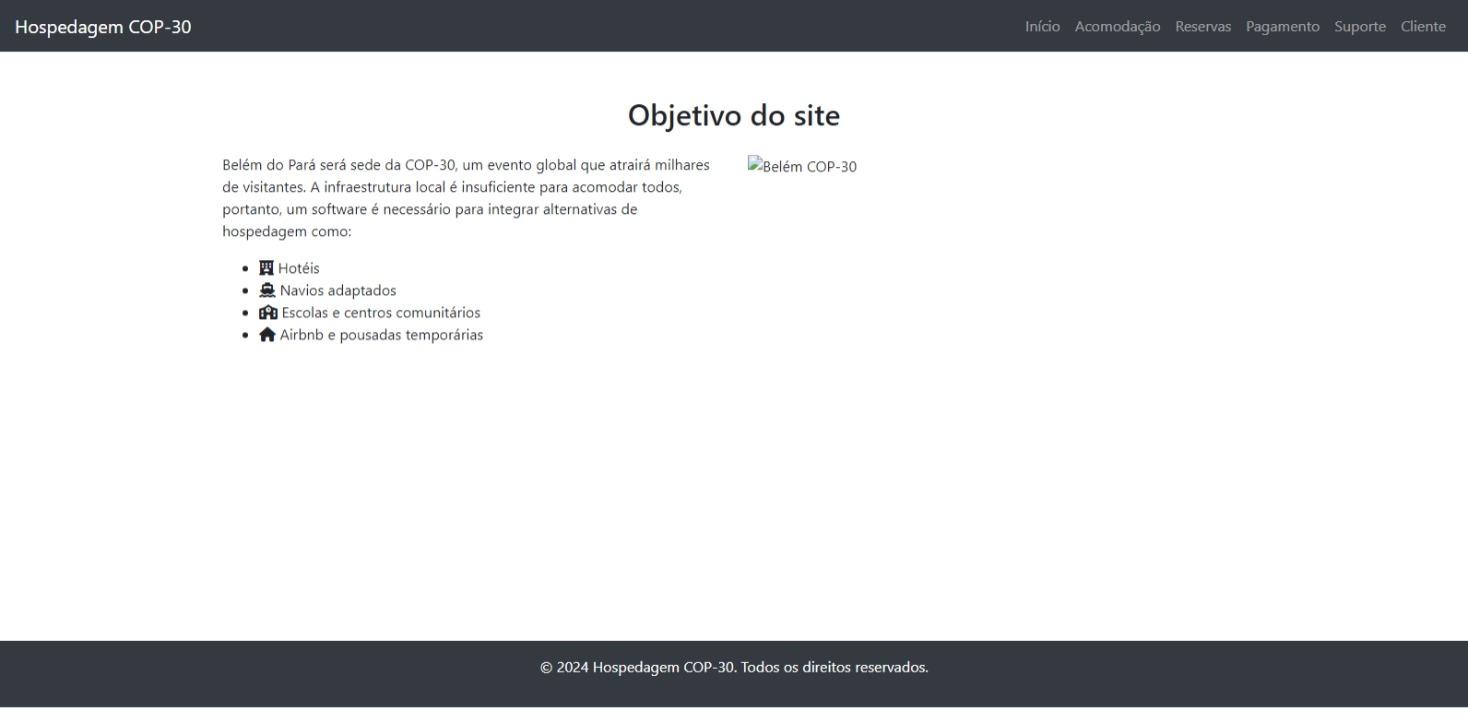 Hospedagem COP-30
Início Acomodação Reservas Pagamento Suporte Cliente
Objetivo do site
Belém do Pará será sede da COP-30, um evento global que atrairá milhares
de visitantes. A infraestrutura local é insuficiente para acomodar todos,
portanto, um software é necessário para integrar alternativas de
hospedagem como:
Hotéis
Navios adaptados
Escolas e centros comunitários
Airbnb e pousadas temporárias
Belém COP-30
© 2024 Hospedagem COP-30. Todos os direitos reservados.